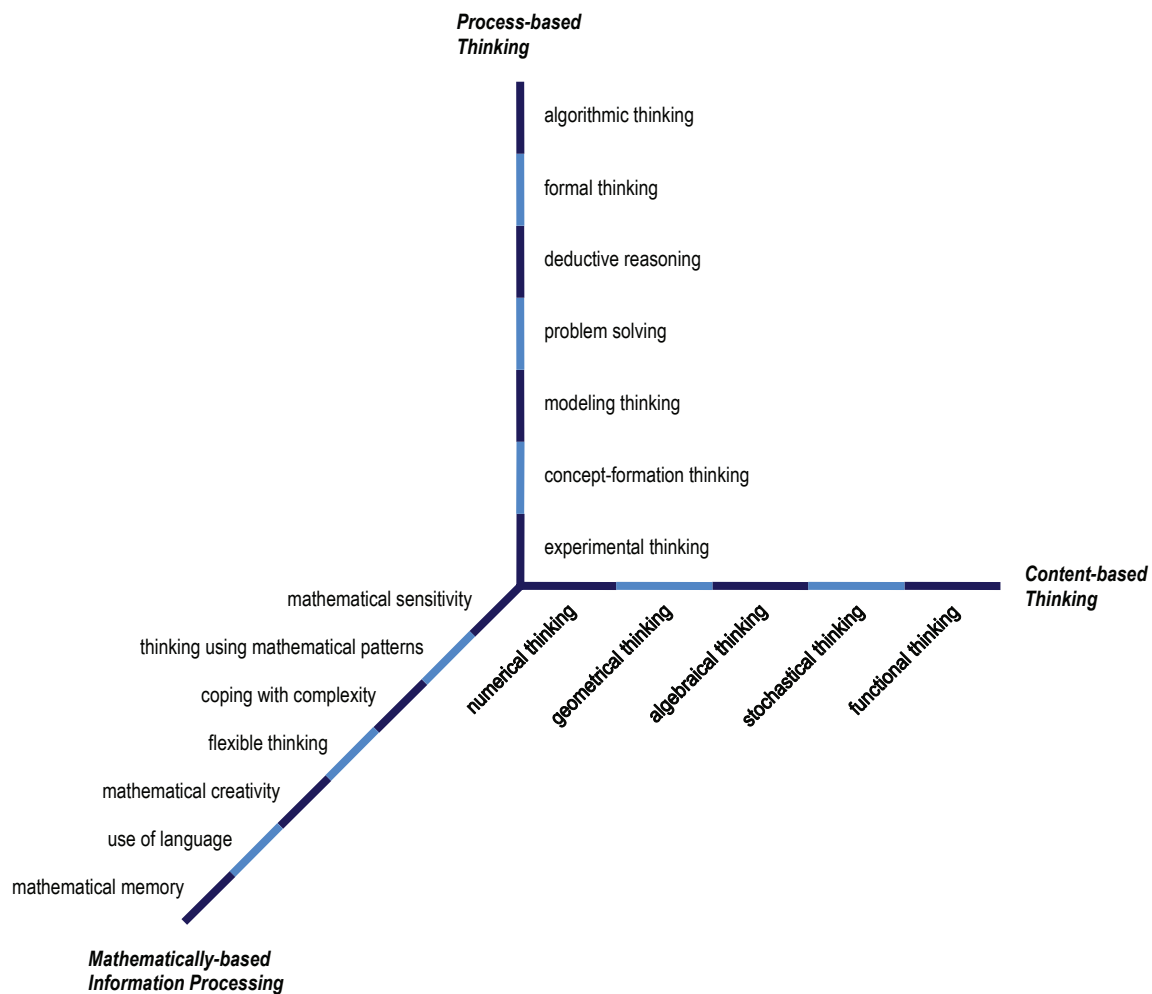 Process-based
Thinking
algorithmic thinking
formal thinking
deductive reasoning
problem solving
modeling thinking
concept-formation thinking
experimental thinking
Content-based
Thinking
numerical thinking
geometrical thinking
algebraical thinking
stochastical thinking
functional thinking
mathematical sensitivity
thinking using mathematical patterns
coping with complexity
flexible thinking
mathematical creativity
use of language
mathematical memory
Mathematically-based
Information Processing